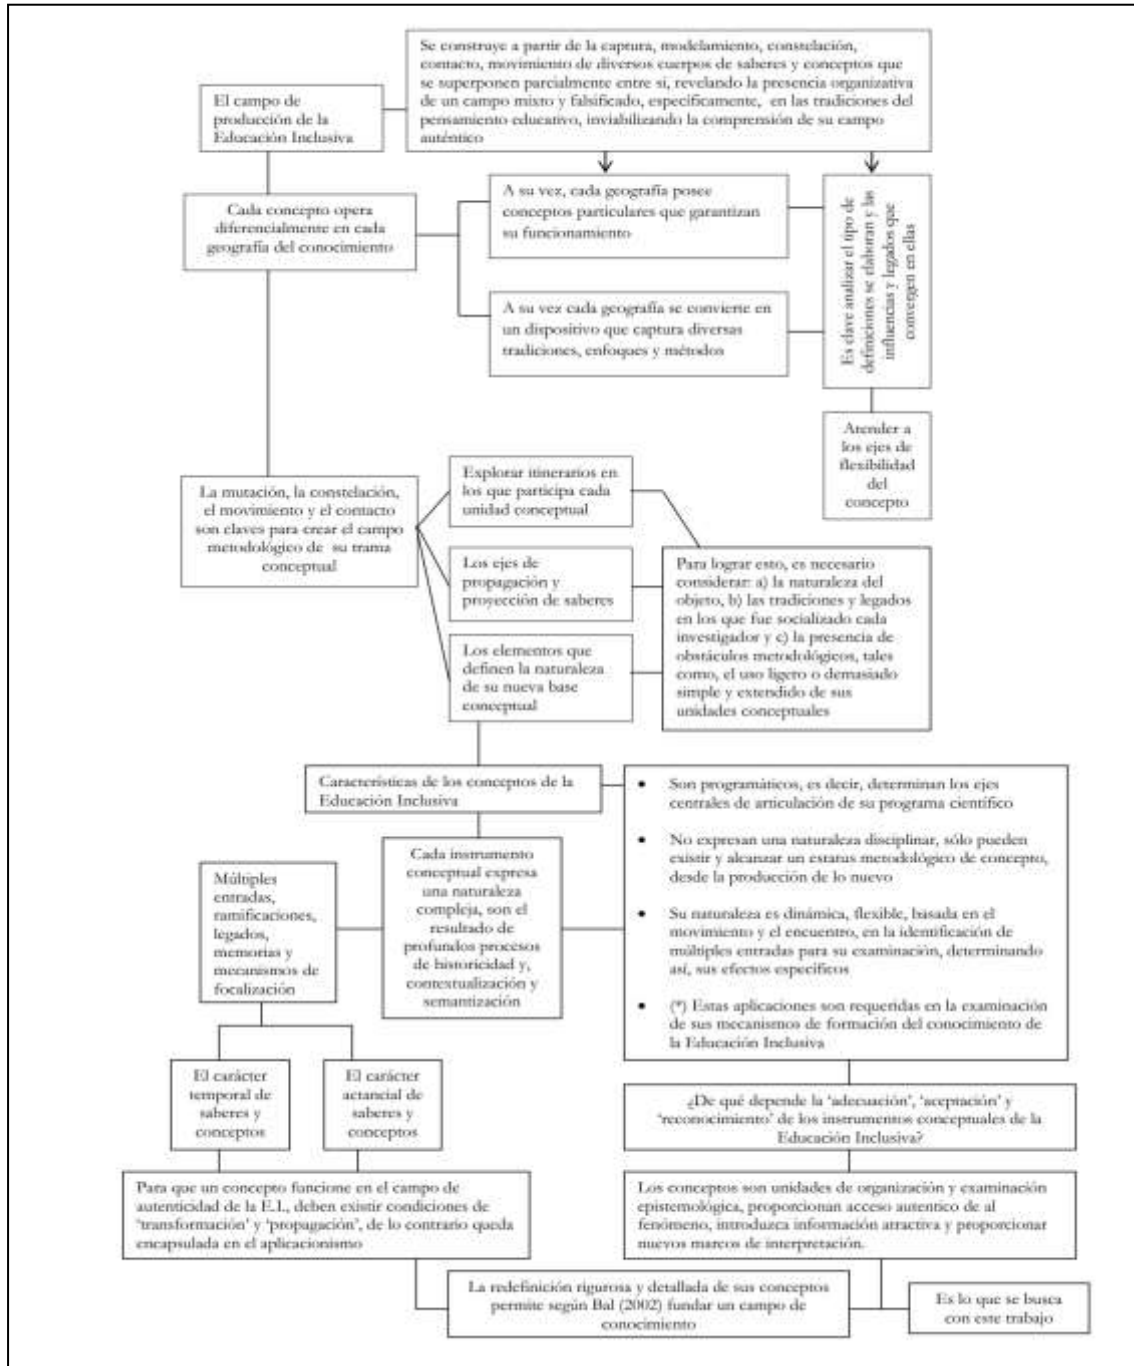 Se construye a partir de la captura, modelamiento, constelación,
contacto, movimiento de diversos cuerpos de saberes y conceptos que
se superponen parcialmente entre si, revelando la presencia organizativa
de un campo mixto y falsificado, específicamente, en las tradiciones del
pensamiento educativo, inviabilizando la comprensión de su campo
auténtico
El campo de
producción de la
Educación Inclusiva
Cada concepto opera
diferencialmente en cada
geografía del conocimiento
A su vez, cada geografía posee
conceptos particulares que garantizan
su funcionamiento
A su vez cada geografía se convierte en
un dispositivo que captura diversas
tradiciones, enfoques y métodos
Es clave analizar el tipo de
definiciones se elaboran y las
influencias y legados que
convergen en ellas
Atender a
los ejes de
flexibilidad
del
concepto
La mutación, la constelación,
el movimiento y el contacto
son claves para crear el campo
metodológico de su trama
conceptual
Explorar itinerarios en
los que participa cada
unidad conceptual
Los ejes de
propagación y
proyección de saberes
Los elementos que
definen la naturaleza
de su nueva base
conceptual
Para lograr esto, es necesario
considerar: a) la naturaleza del
objeto, b) las tradiciones y legados
en los que fue socializado cada
investigador y c) la presencia de
obstáculos metodológicos, tales
como, el uso ligero o demasiado
simple y extendido de sus
unidades conceptuales
Características de los conceptos de la
Educación Inclusiva
• Son programáticos, es decir, determinan los ejes
centrales de articulación de su programa científico
• No expresan una naturaleza disciplinar, sólo pueden
existir y alcanzar un estatus metodológico de concepto,
desde la producción de lo nuevo
• Su naturaleza es dinámica, flexible, basada en el
movimiento y el encuentro, en la identificación de
múltiples entradas para su examinación, determinando
así, sus efectos específicos
• (*) Estas aplicaciones son requeridas en la examinación
de sus mecanismos de formación del conocimiento de
la Educación Inclusiva
Cada instrumento
conceptual expresa
una naturaleza
compleja, son el
resultado de
profundos procesos
de historicidad y,
contextualización y
semantización
Múltiples
entradas,
ramificaciones,
legados,
memorias y
mecanismos de
focalización
El carácter
temporal de
saberes y
conceptos
El carácter
actancial de
saberes y
conceptos
¿De qué depende la ‘adecuación’, ‘aceptación’ y
‘reconocimiento’ de los instrumentos conceptuales de la
Educación Inclusiva?
Para que un concepto funcione en el campo de
autenticidad de la E.I., deben existir condiciones de
‘transformación’ y ‘propagación’, de lo contrario queda
encapsulada en el aplicacionismo
Los conceptos son unidades de organización y examinación
epistemológica, proporcionan acceso autentico de al
fenómeno, introduzca información atractiva y proporcionar
nuevos marcos de interpretación.
La redefinición rigurosa y detallada de sus conceptos
permite según Bal (2002) fundar un campo de
conocimiento
Es lo que se busca
con este trabajo